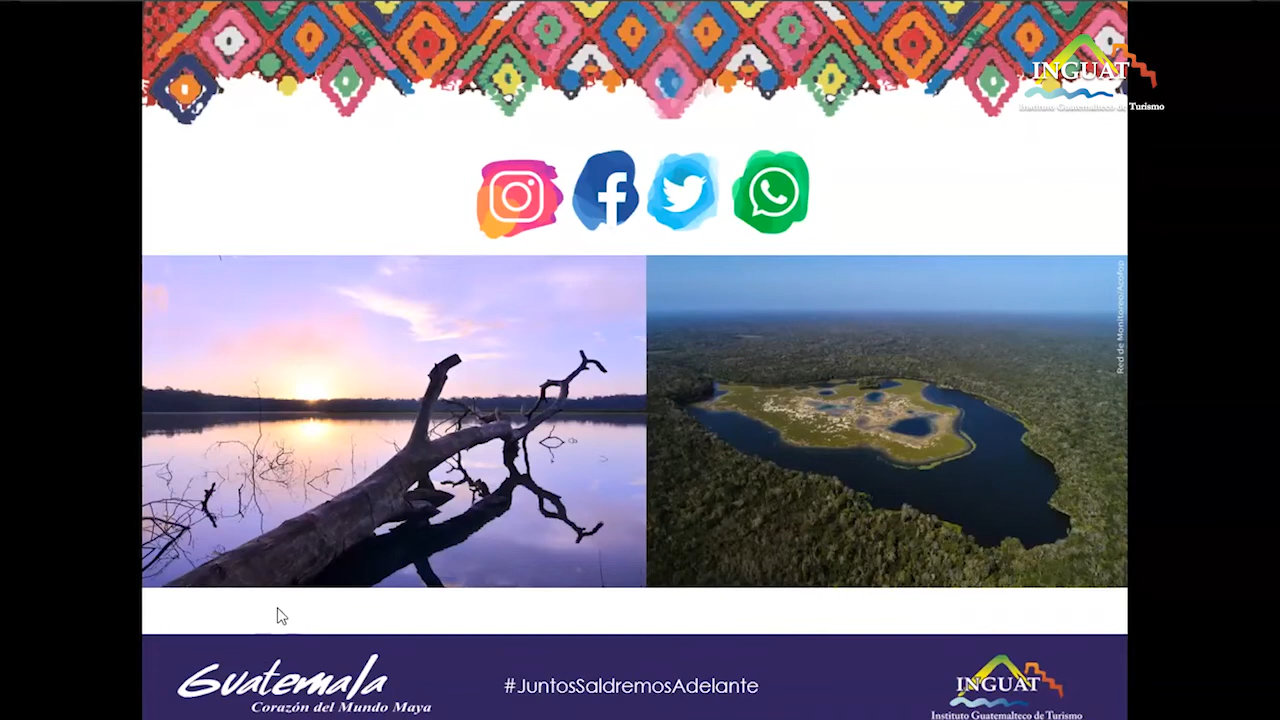 INGUAT
Instituto Guatemalteco de Turismo
Red de Monitoreo/Acofop
Guatemala
Corazón del Mundo Maya
#JuntosSaldremosAdelante
INGUAT
Instituto Guatemalteco de Turismo